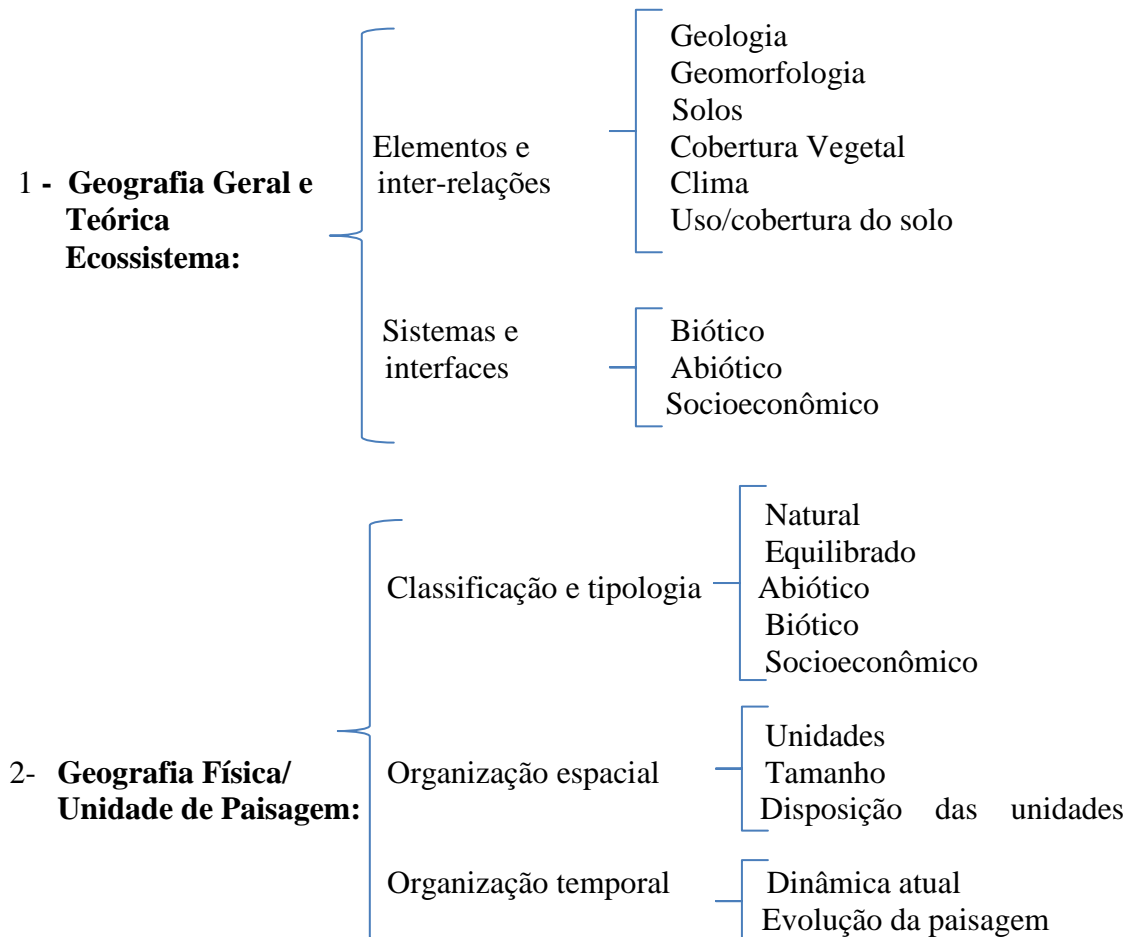 Geologia
Geomorfologia
Solos
Cobertura Vegetal
Clima
Uso/cobertura do solo
Elementos e
inter-relações
1 - Geografia Geral e
Teórica
Ecossistema:
Sistemas e
interfaces
Biótico
Abiótico
Socioeconômico
Natural
Equilibrado
Abiótico
Biótico
Socioeconômico
Classificação e tipologia
2- Geografia Física/
Unidade de Paisagem:
Organização espacial
Unidades
Tamanho
Disposição das unidades
Organização temporal
Dinâmica atual
Evolução da paisagem